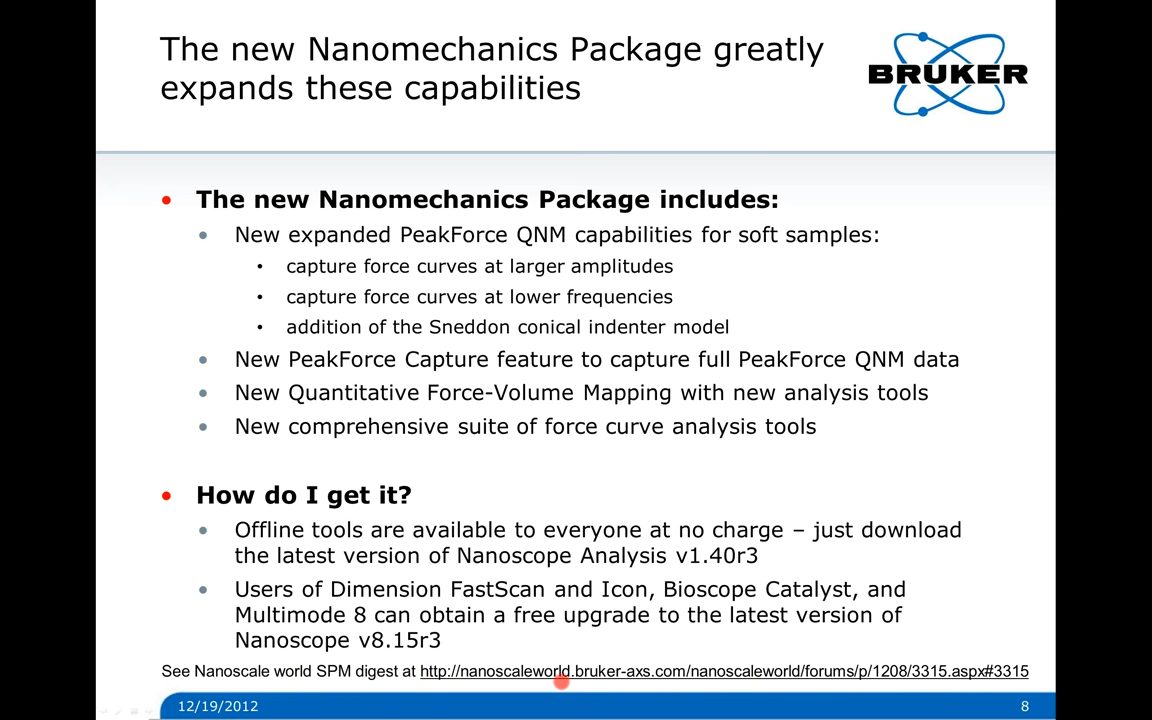 The new Nanomechanics Package greatly
expands these capabilities
BRUKER
• The new Nanomechanics Package includes:
• New expanded PeakForce QNM capabilities for soft samples:
• capture force curves at larger amplitudes
• capture force curves at lower frequencies
• addition of the Sneddon conical indenter model
• New PeakForce Capture feature to capture full PeakForce QNM data
• New Quantitative Force-Volume Mapping with new analysis tools
• New comprehensive suite of force curve analysis tools
• How do I get it?
• Offline tools are available to everyone at no charge – just download
the latest version of Nanoscope Analysis v1.40r3
• Users of Dimension FastScan and Icon, Bioscope Catalyst, and
Multimode 8 can obtain a free upgrade to the latest version of
Nanoscope v8.15r3
See Nanoscale world SPM digest at http://nanoscaleworld.bruker-axs.com/nanoscaleworld/forums/p/1208/3315.aspx#3315
12/19/2012 8